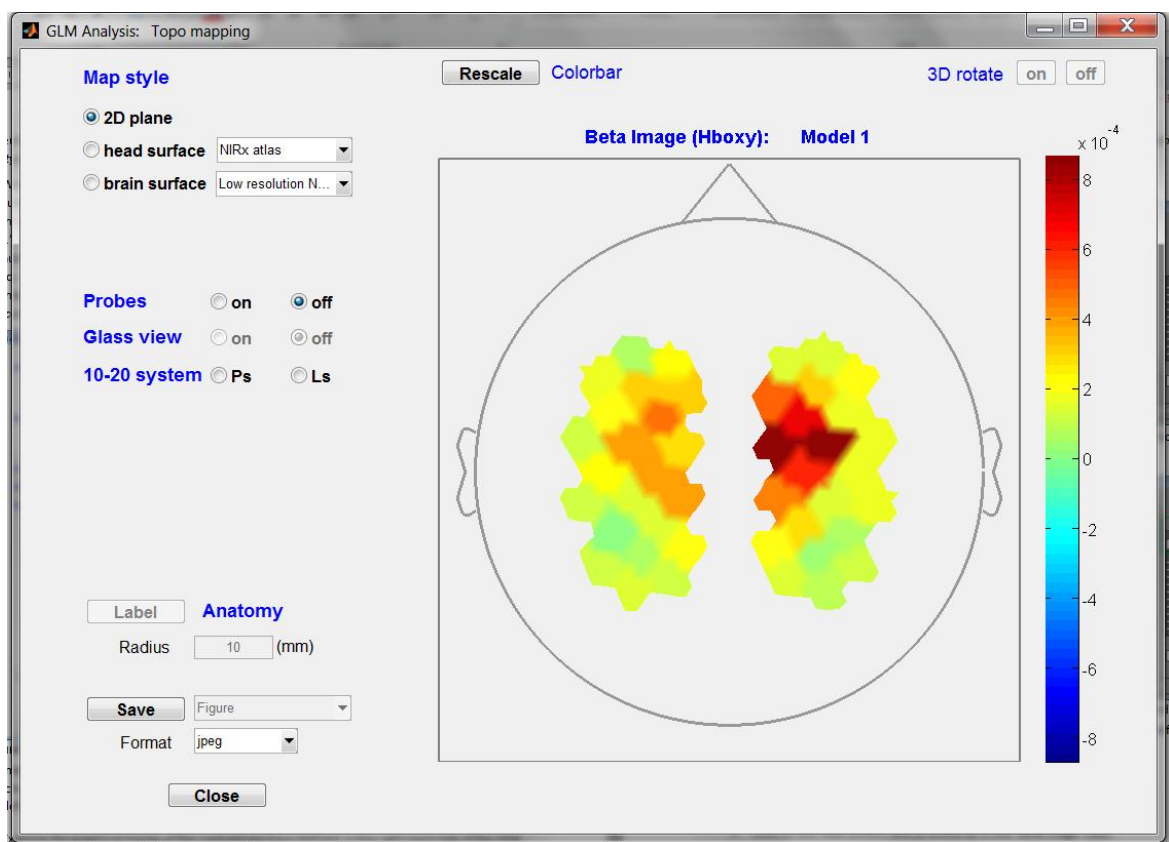 GLM Analysis: Topo mapping
Map style
2D plane
head surface NIRx atlas
brain surface Low resolution N...
Probes on off
Glass view on off
10-20 system Ps Ls
Label Anatomy
Radius 10 (mm)
Save Figure
Format jpeg
Close
Rescale Colorbar
3D rotate on off
Beta Image (Hboxy): Model 1
x 10-4
8
6
4
2
0
-2
-4
-6
-8